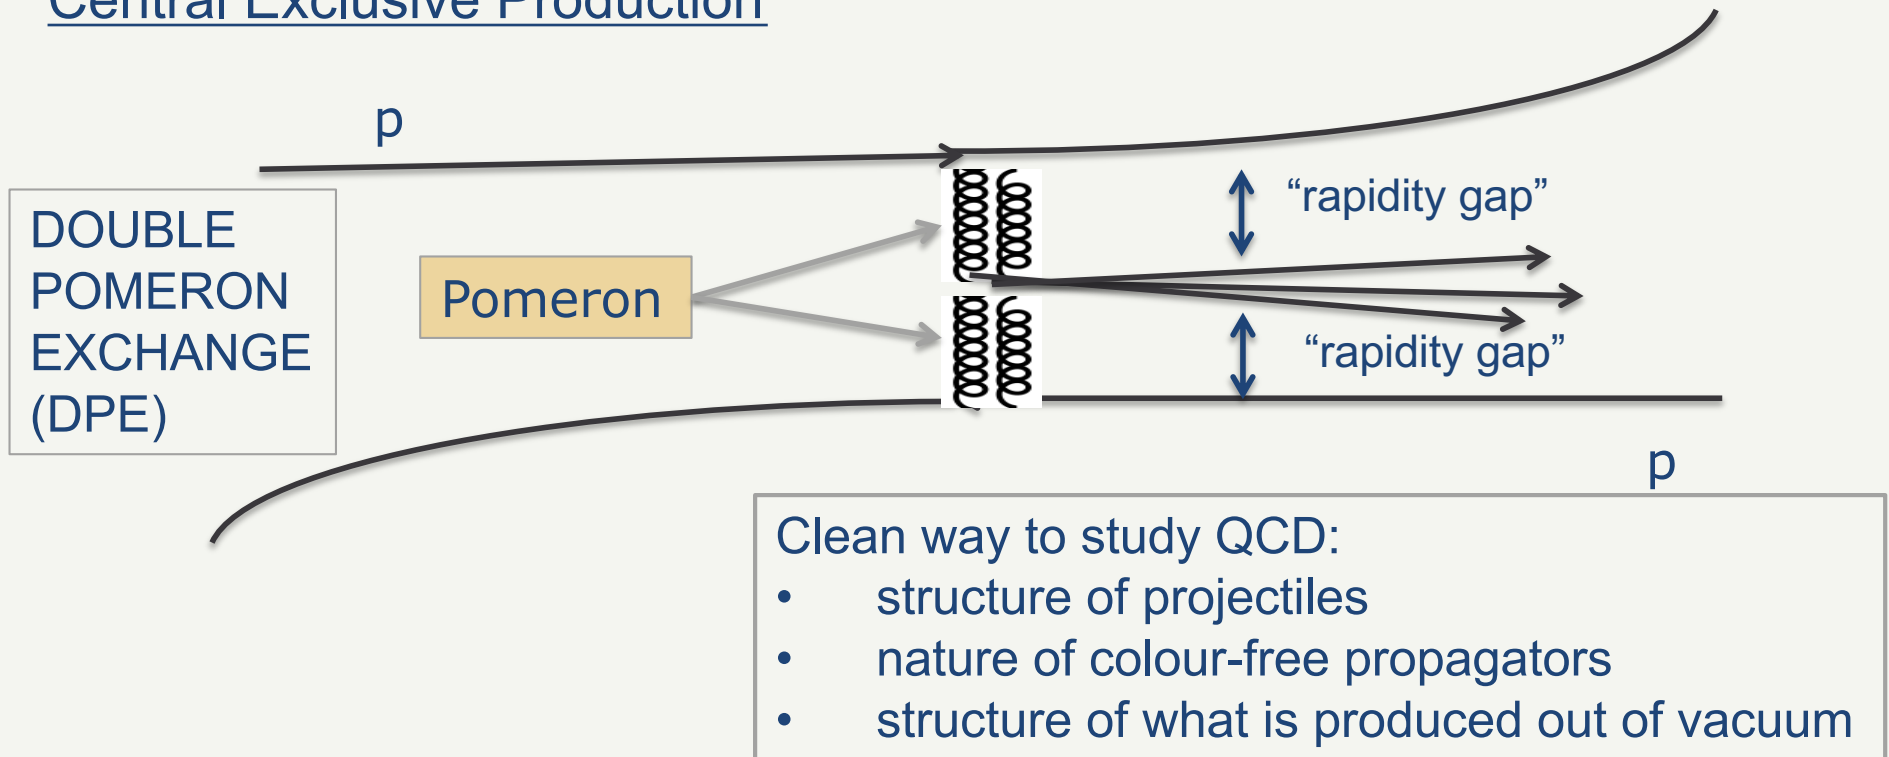 Central Exclusive Production
p
DOUBLE
POMERON
EXCHANGE
(DPE)
Pomeron
“rapidity gap”
“rapidity gap”
p
Clean way to study QCD:
• structure of projectiles
• nature of colour-free propagators
• structure of what is produced out of vacuum